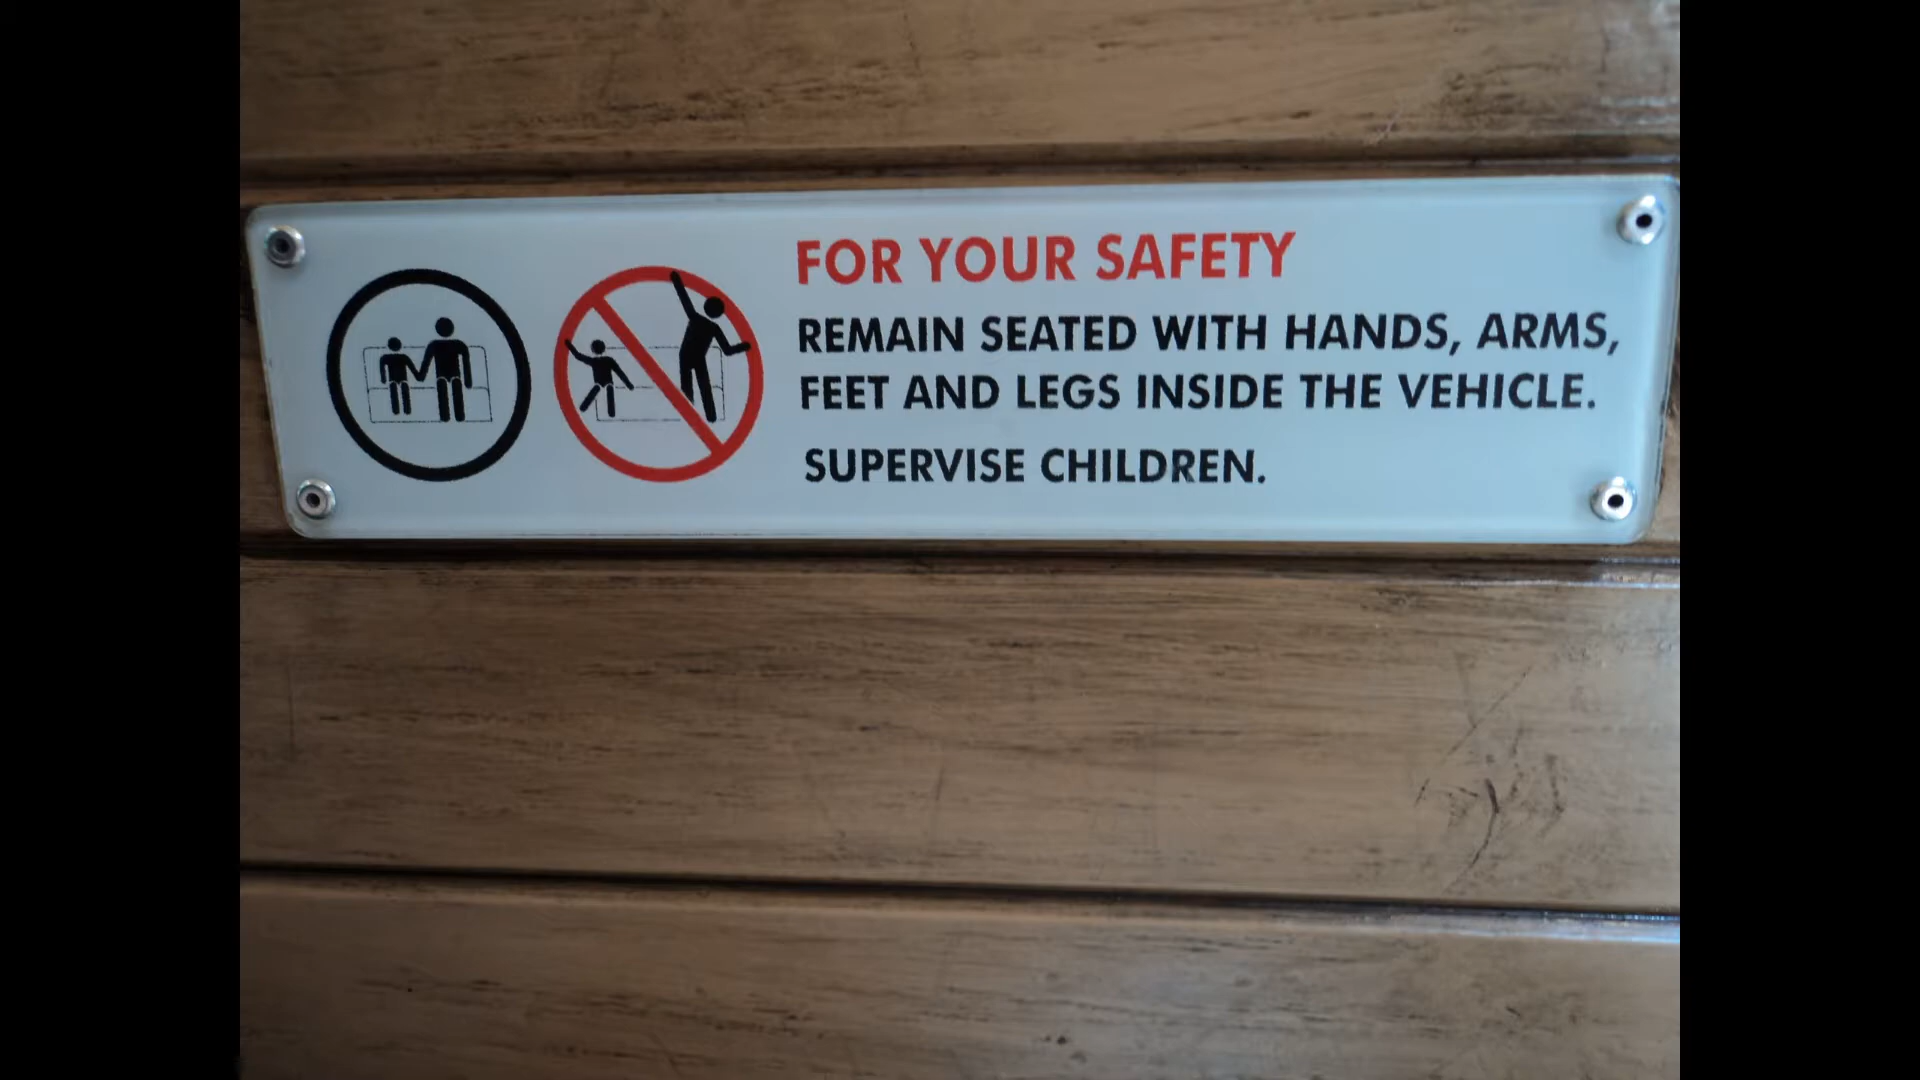 FOR YOUR SAFETY
REMAIN SEATED WITH HANDS, ARMS,
FEET AND LEGS INSIDE THE VEHICLE.
SUPERVISE CHILDREN.